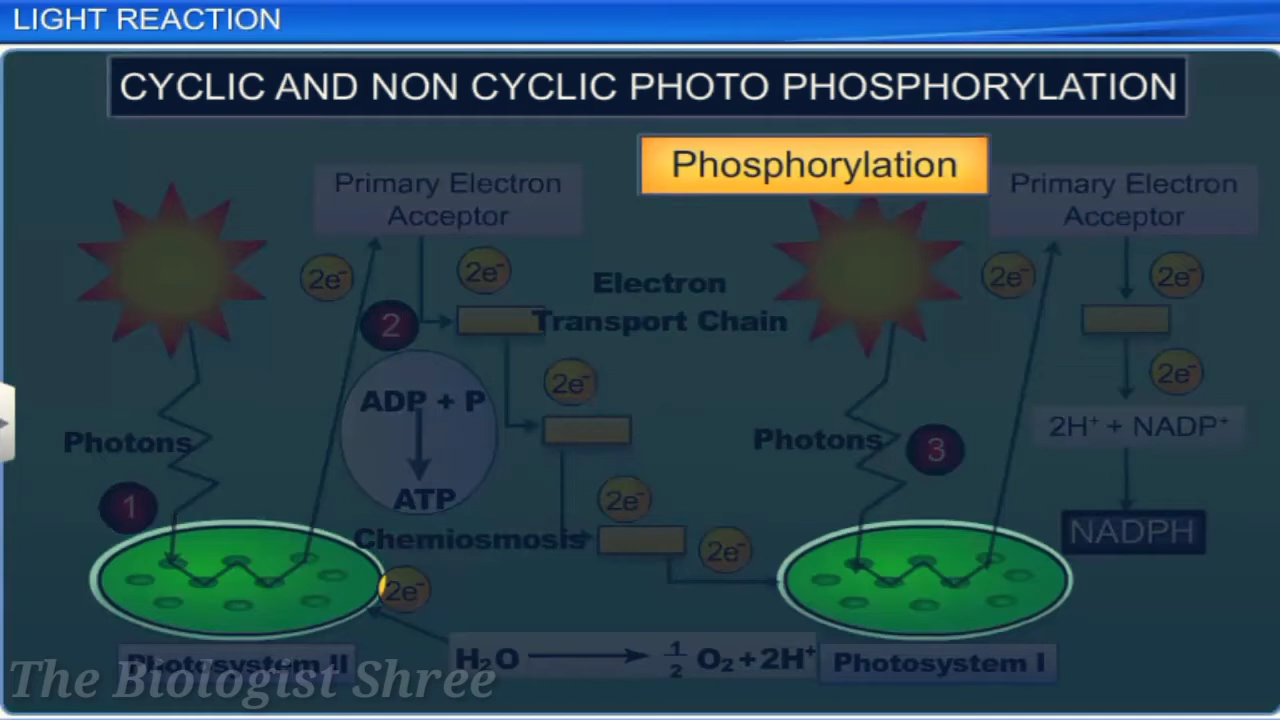 LIGHT REACTION
CYCLIC AND NON CYCLIC PHOTO PHOSPHORYLATION
Phosphorylation
Primary Electron
Acceptor
Primary Electron
Acceptor
2e⁻
2e⁻
Electron
Transport Chain
2e⁻
2e⁻
2
ADP + P
ATP
2e⁻
2e⁻
2H⁺ + NADP⁺
Photons
Photons
3
1
2e⁻
Chemiosmosis
2e⁻
NADPH
2e⁻
H₂O ⟶ 1/2 O₂+2H⁺
Photosystem II
Photosystem I
The Biologist Shree